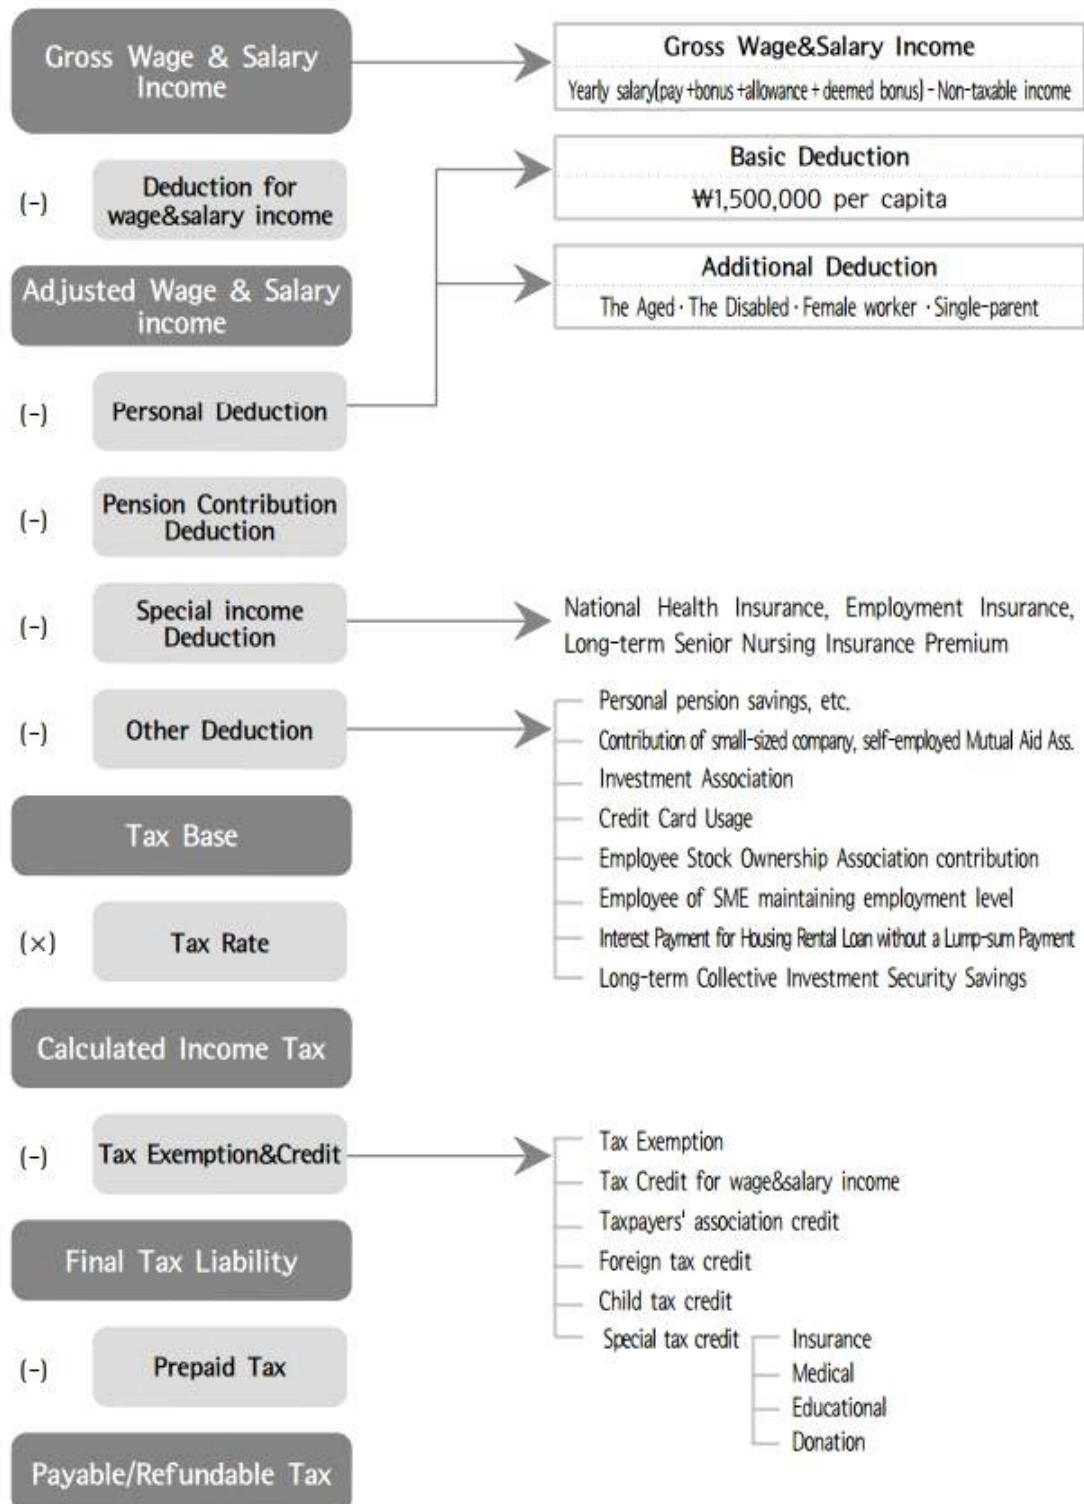 Gross Wage & Salary
Income
Gross Wage&Salary Income
Yearly salary(pay+bonus+allowance+deemed bonus) - Non-taxable income
(-)
Deduction for
wage&salary income
Basic Deduction
₩1,500,000 per capita
Adjusted Wage & Salary
income
Additional Deduction
The Aged · The Disabled · Female worker · Single-parent
(-)
Personal Deduction
(-)
Pension Contribution
Deduction
(-)
Special income
Deduction
National Health Insurance, Employment Insurance,
Long-term Senior Nursing Insurance Premium
(-)
Other Deduction
Personal pension savings, etc.
Contribution of small-sized company, self-employed Mutual Aid Ass.
Investment Association
Credit Card Usage
Employee Stock Ownership Association contribution
Employee of SME maintaining employment level
Interest Payment for Housing Rental Loan without a Lump-sum Payment
Long-term Collective Investment Security Savings
Tax Base
(×)
Tax Rate
Calculated Income Tax
(-)
Tax Exemption&Credit
Tax Exemption
Tax Credit for wage&salary income
Taxpayers' association credit
Foreign tax credit
Child tax credit
Special tax credit
Insurance
Medical
Educational
Donation
Final Tax Liability
(-)
Prepaid Tax
Payable/Refundable Tax